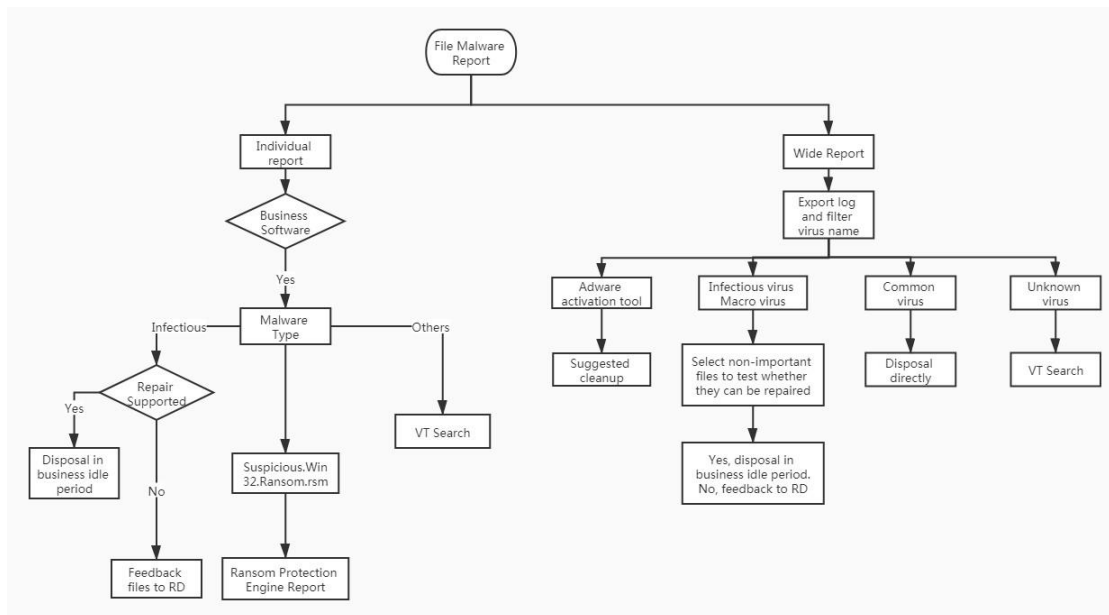 File Malware
Report
Individual
report
Wide Report
Business
Software
Export log
and filter
virus name
Yes
Adware
activation tool
Infectious virus
Macro virus
Common
virus
Unknown
virus
Infectious
Malware
Type
Others
Suggested
cleanup
Select non-important
files to test whether
they can be repaired
Disposal
directly
VT Search
Repair
Supported
Yes
VT Search
Disposal in
business idle
period
No
Suspicious.Win
32.Ransom.rsm
Yes, disposal in
business idle period.
No, feedback to RD
Feedback
files to RD
Ransom Protection
Engine Report